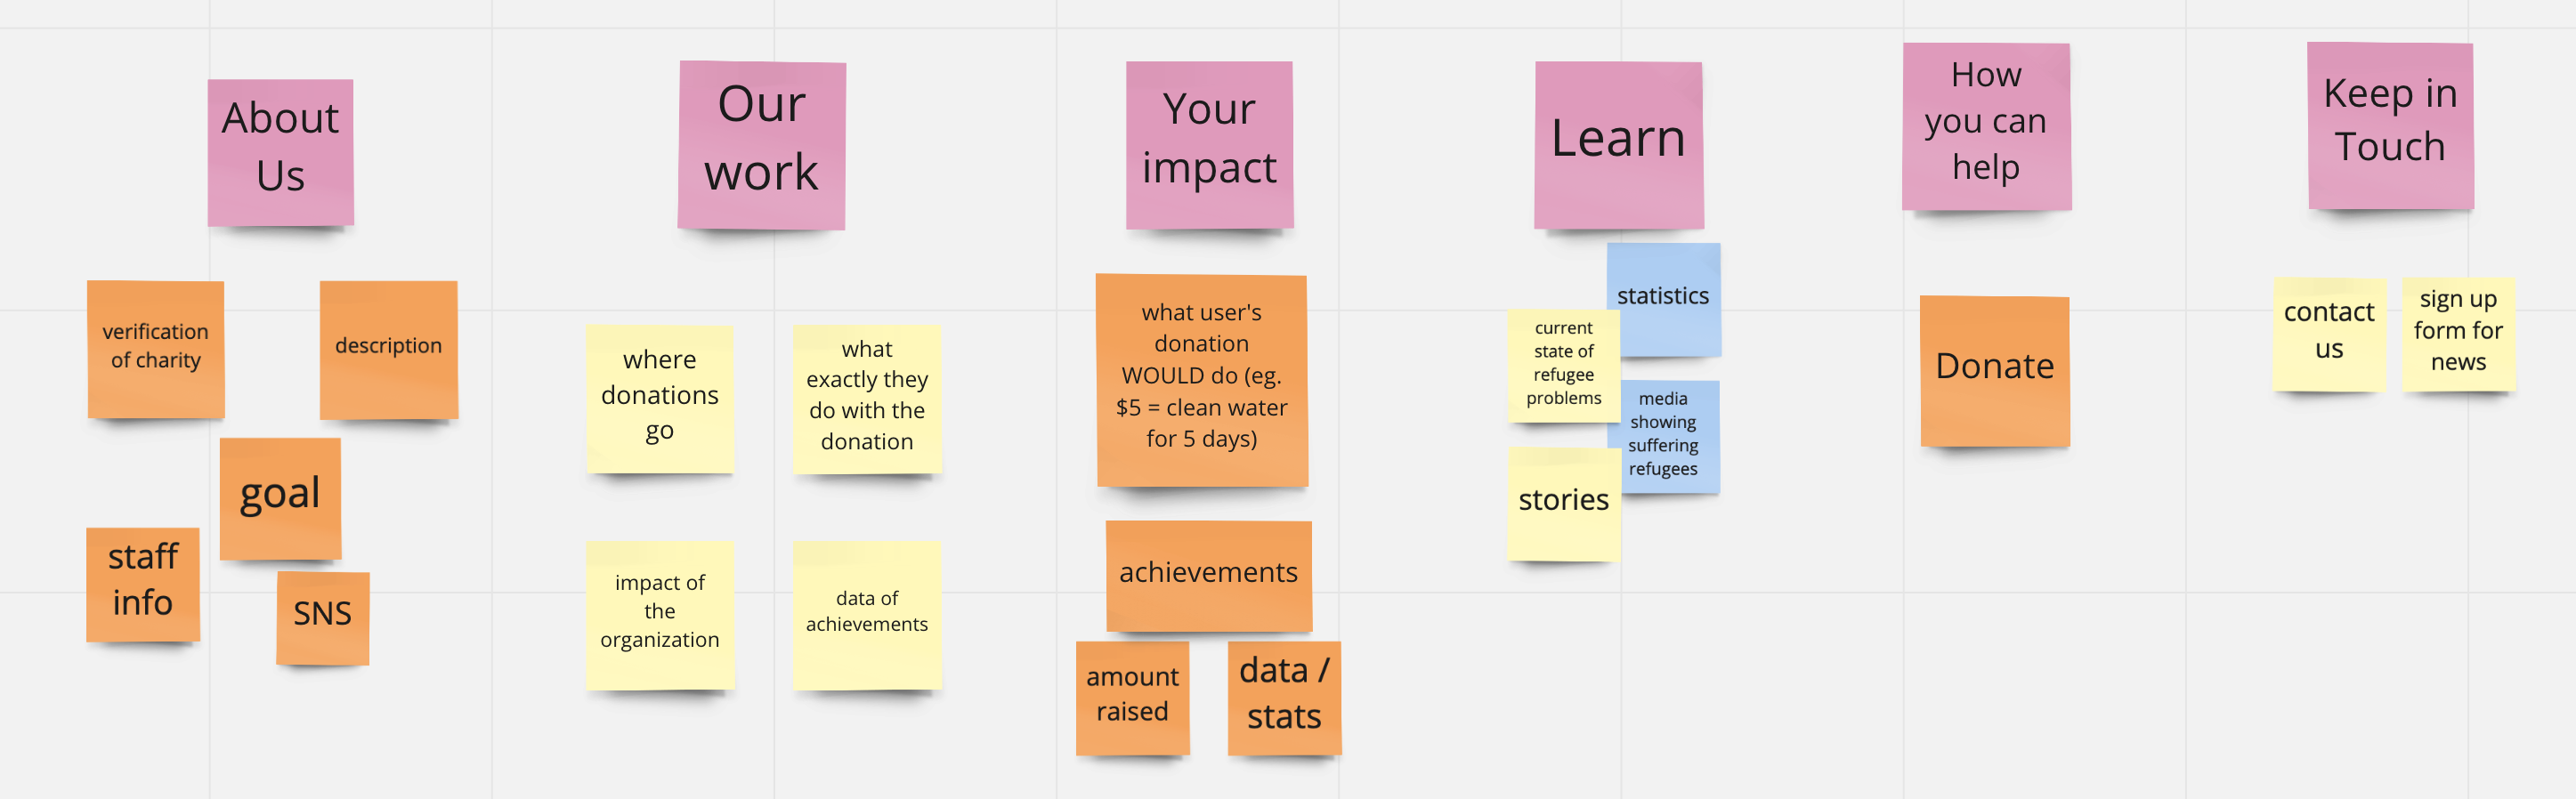 About
Us
verification
of charity
description
goal
staff
info
SNS
Our
work
where
donations
go
what
exactly they
do with the
donation
impact of
the
organization
data of
achievements
Your
impact
what user's
donation
WOULD do (eg.
$5 = clean water
for 5 days)
achievements
amount
raised
data /
stats
Learn
statistics
current
state of
refugee
problems
media
showing
suffering
refugees
stories
How
you can
help
Donate
Keep in
Touch
contact
us
sign up
form for
news